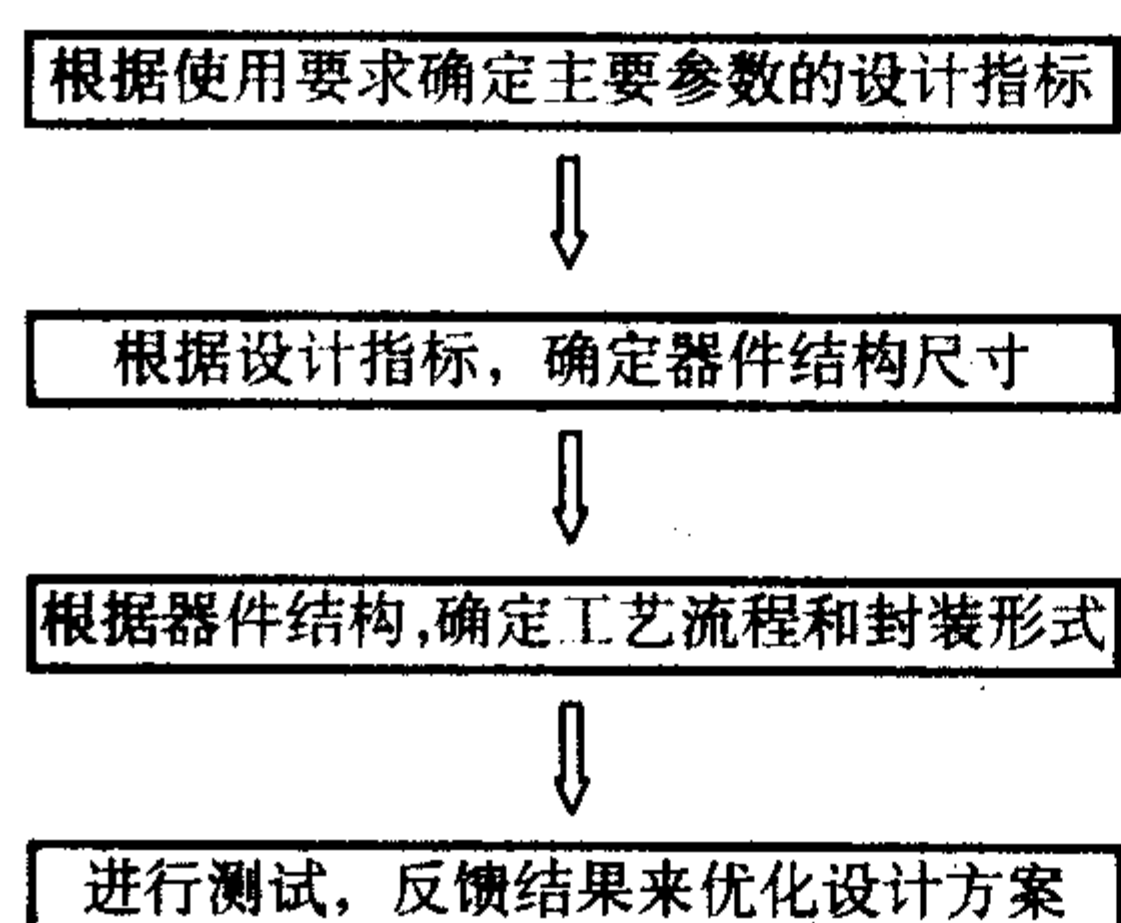 根据使用要求确定主要参数的设计指标
根据设计指标，确定器件结构尺寸
根据器件结构,确定工艺流程和封装形式
进行测试，反馈结果来优化设计方案